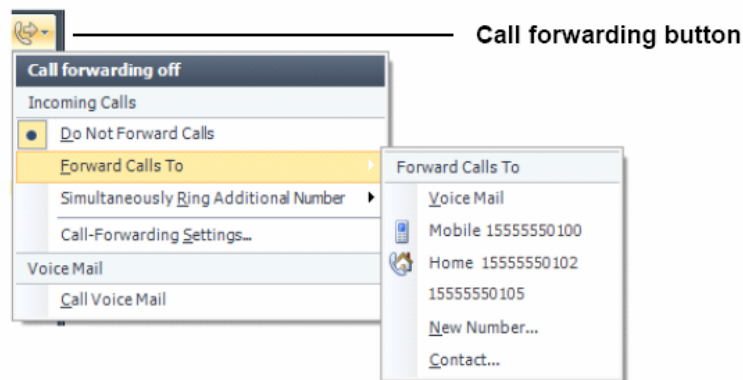 Call forwarding button
Call forwarding off
Incoming Calls
Do Not Forward Calls
Forward Calls To
Simultaneously Ring Additional Number
Call-Forwarding Settings...
Voice Mail
Call Voice Mail
Forward Calls To
Voice Mail
Mobile 15555550100
Home 15555550102
15555550105
New Number...
Contact...